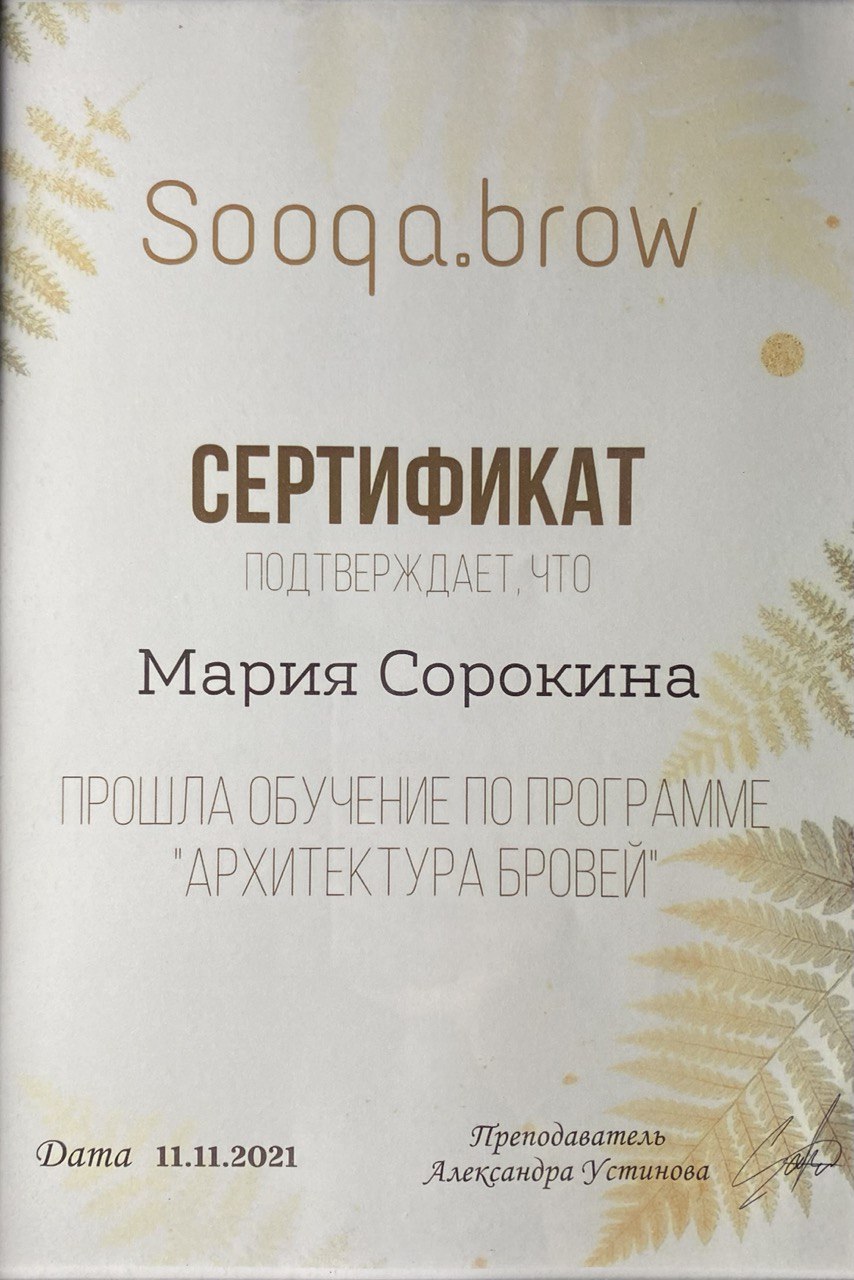 Sooqa.brow
СЕРТИФИКАТ
ПОДТВЕРЖДАЕТ, ЧТО
Мария Сорокина
ПРОШЛА ОБУЧЕНИЕ ПО ПРОГРАММЕ
"АРХИТЕКТУРА БРОВЕЙ"
Дата 11.11.2021
Преподаватель
Александра Устинова